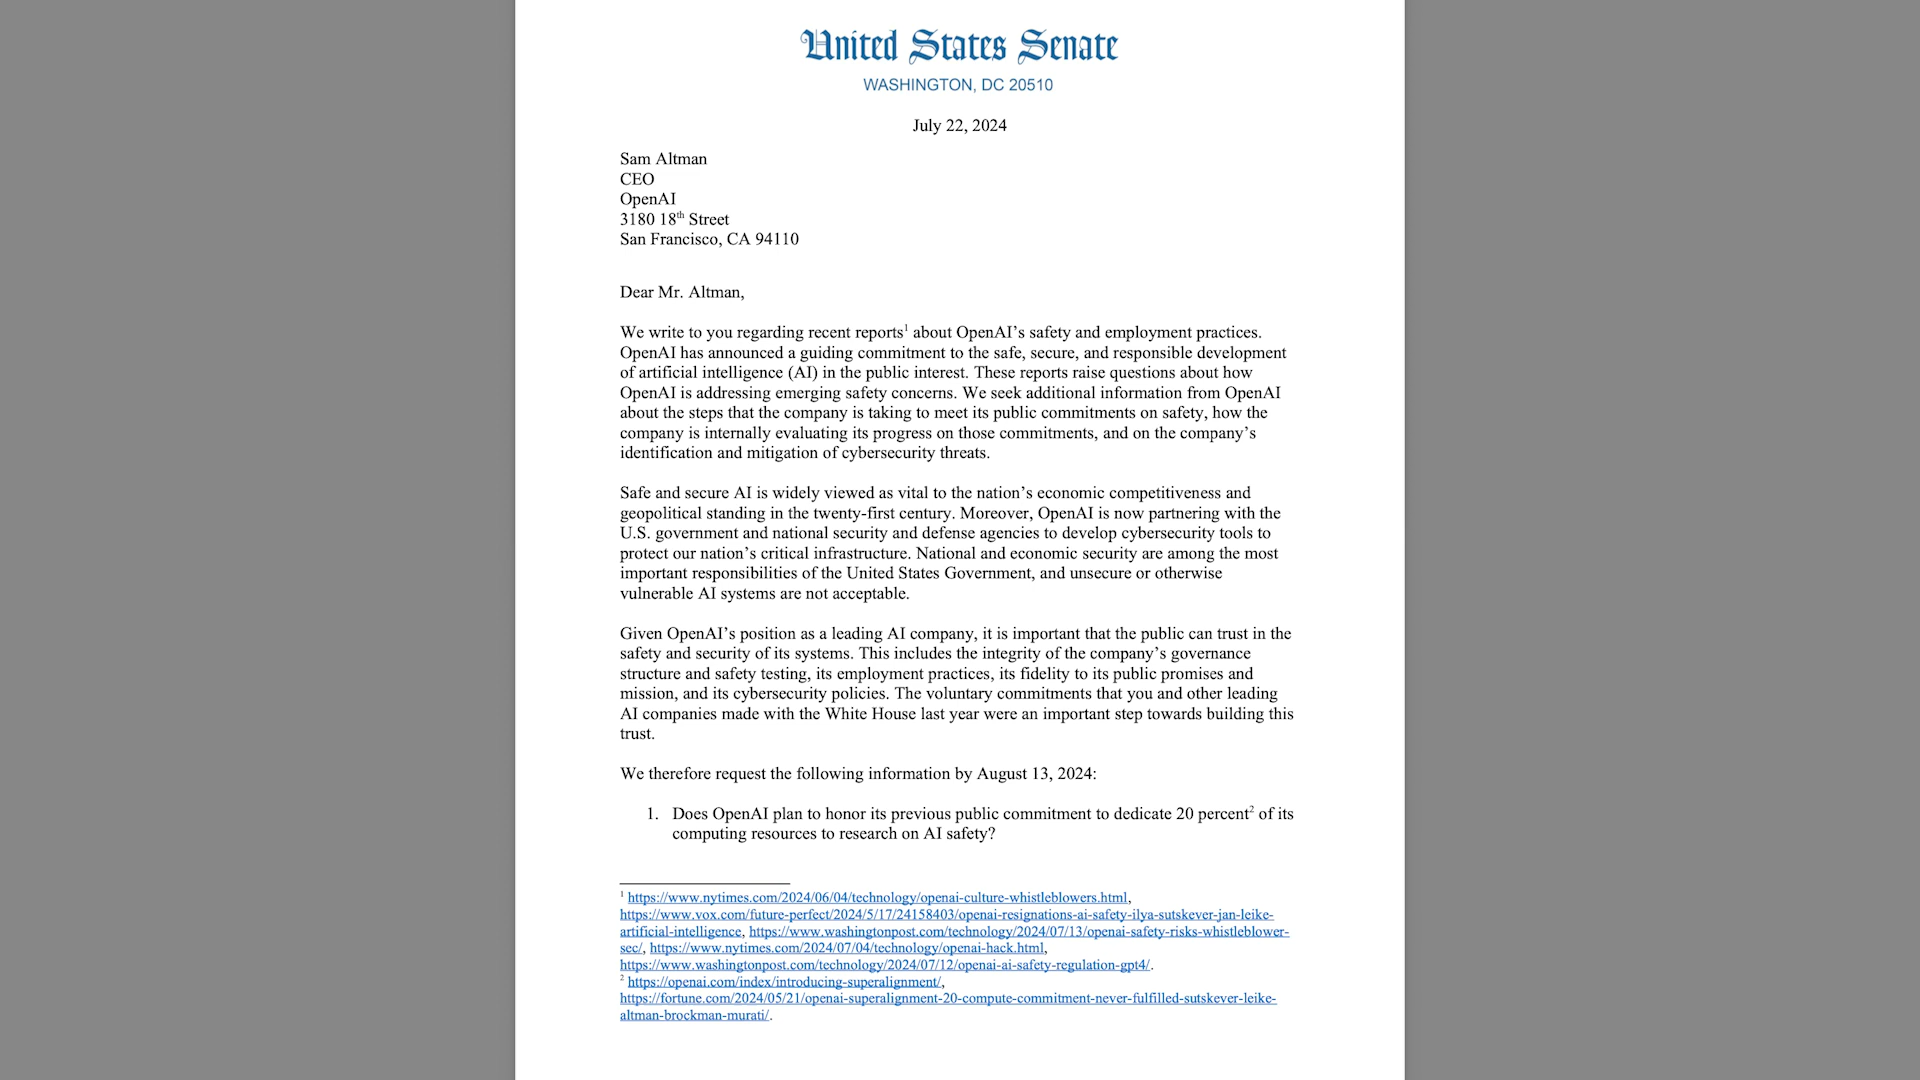 United States Senate
WASHINGTON, DC 20510
July 22, 2024
Sam Altman
CEO
OpenAI
3180 18th Street
San Francisco, CA 94110
Dear Mr. Altman,
We write to you regarding recent reports1 about OpenAI’s safety and employment practices.
OpenAI has announced a guiding commitment to the safe, secure, and responsible development
of artificial intelligence (AI) in the public interest. These reports raise questions about how
OpenAI is addressing emerging safety concerns. We seek additional information from OpenAI
about the steps that the company is taking to meet its public commitments on safety, how the
company is internally evaluating its progress on those commitments, and on the company’s
identification and mitigation of cybersecurity threats.
Safe and secure AI is widely viewed as vital to the nation’s economic competitiveness and
geopolitical standing in the twenty-first century. Moreover, OpenAI is now partnering with the
U.S. government and national security and defense agencies to develop cybersecurity tools to
protect our nation’s critical infrastructure. National and economic security are among the most
important responsibilities of the United States Government, and unsecure or otherwise
vulnerable AI systems are not acceptable.
Given OpenAI’s position as a leading AI company, it is important that the public can trust in the
safety and security of its systems. This includes the integrity of the company’s governance
structure and safety testing, its employment practices, its fidelity to its public promises and
mission, and its cybersecurity policies. The voluntary commitments that you and other leading
AI companies made with the White House last year were an important step towards building this
trust.
We therefore request the following information by August 13, 2024:
1. Does OpenAI plan to honor its previous public commitment to dedicate 20 percent2 of its
computing resources to research on AI safety?
1 https://www.nytimes.com/2024/06/04/technology/openai-culture-whistleblowers.html,
https://www.vox.com/future-perfect/2024/5/17/24158403/openai-resignations-ai-safety-ilya-sutskever-jan-leike-
artificial-intelligence, https://www.washingtonpost.com/technology/2024/07/13/openai-safety-risks-whistleblower-
sec/, https://www.nytimes.com/2024/07/04/technology/openai-hack.html,
https://www.washingtonpost.com/technology/2024/07/12/openai-ai-safety-regulation-gpt4/.
2 https://openai.com/index/introducing-superalignment/,
https://fortune.com/2024/05/21/openai-superalignment-20-compute-commitment-never-fulfilled-sutskever-leike-
altman-brockman-murati/.